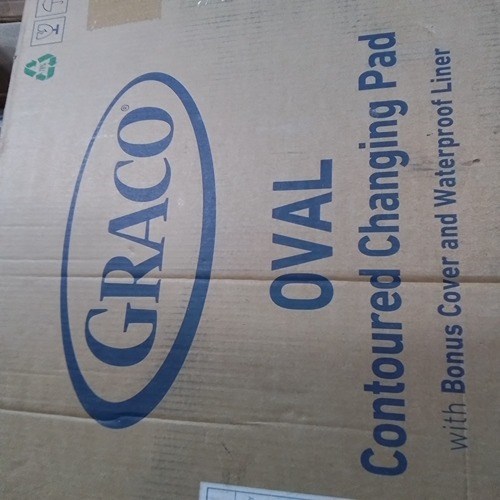 GRACO®
OVAL
Contoured Changing Pad
with Bonus Cover and Waterproof Liner